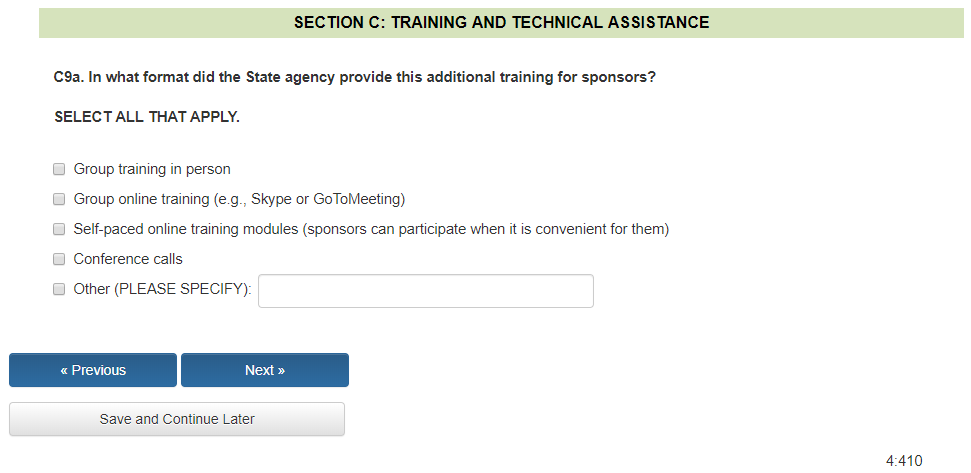 SECTION C: TRAINING AND TECHNICAL ASSISTANCE
C9a. In what format did the State agency provide this additional training for sponsors?
SELECT ALL THAT APPLY.
Group training in person
Group online training (e.g., Skype or GoToMeeting)
Self-paced online training modules (sponsors can participate when it is convenient for them)
Conference calls
Other (PLEASE SPECIFY):
« Previous Next »
Save and Continue Later
4:410